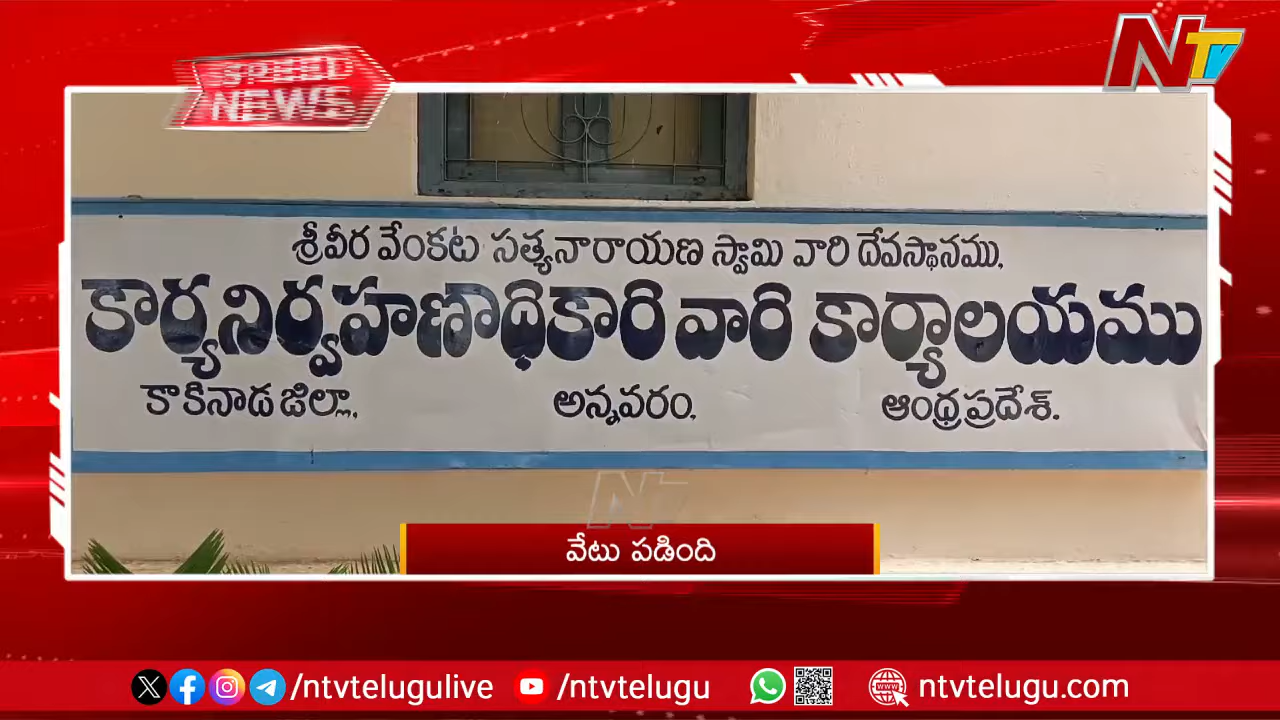 NTV
SPEED
NEWS
శ్రీ వీర వేంకట సత్యనారాయణ స్వామి వారి దేవస్థానము,
కార్యనిర్వహణాధికారి వారి కార్యాలయము
కాకినాడ జిల్లా, అన్నవరం, ఆంధ్రప్రదేశ్.
వేటు పడింది
/ntvtelugulive /ntvtelugu ntvtelugu.com